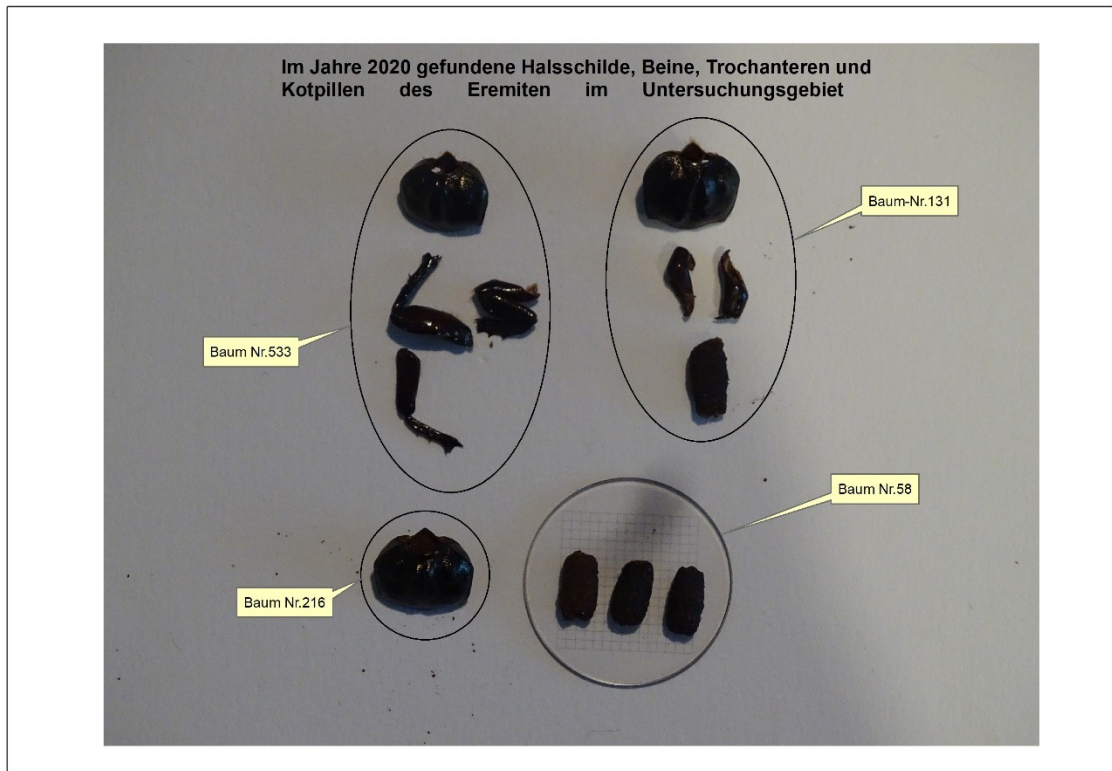 Im Jahre 2020 gefundene Halsschilde, Beine, Trochanteren und
Kotpillen des Eremiten im Untersuchungsgebiet
Baum-Nr.131
Baum Nr.533
Baum Nr.58
Baum Nr.216